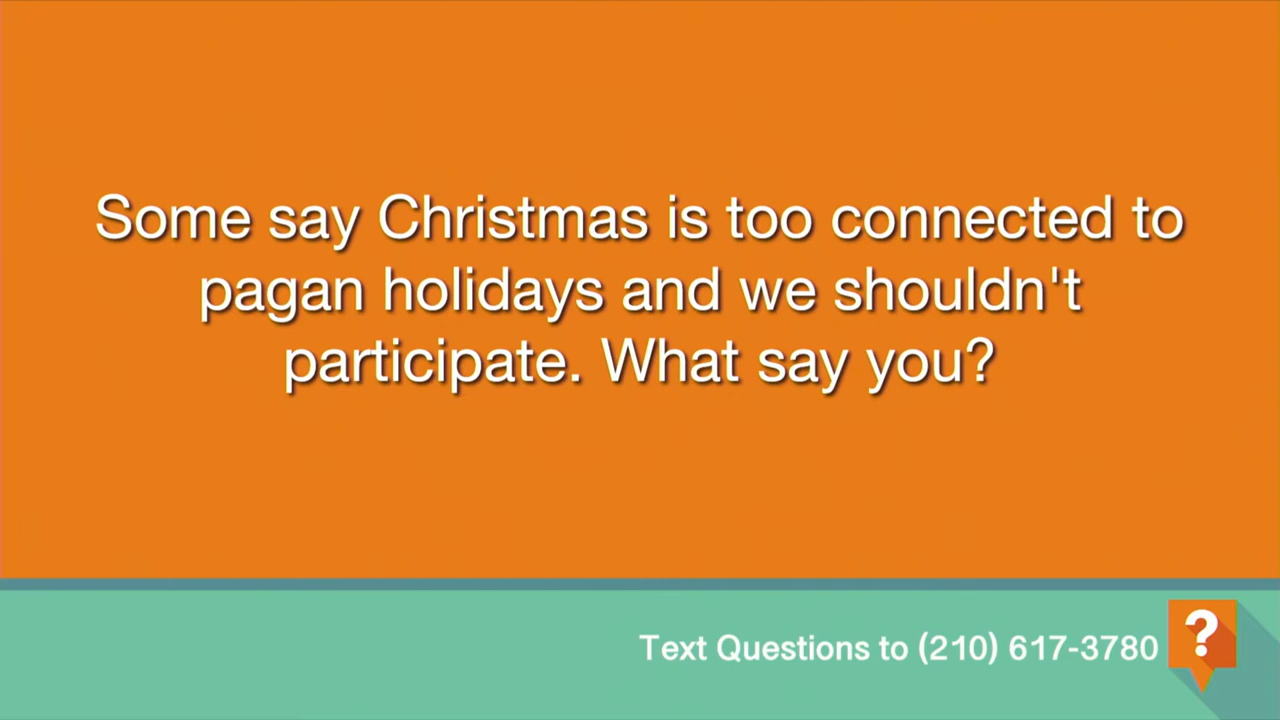 Some say Christmas is too connected to
pagan holidays and we shouldn't
participate. What say you?
Text Questions to (210) 617-3780
?